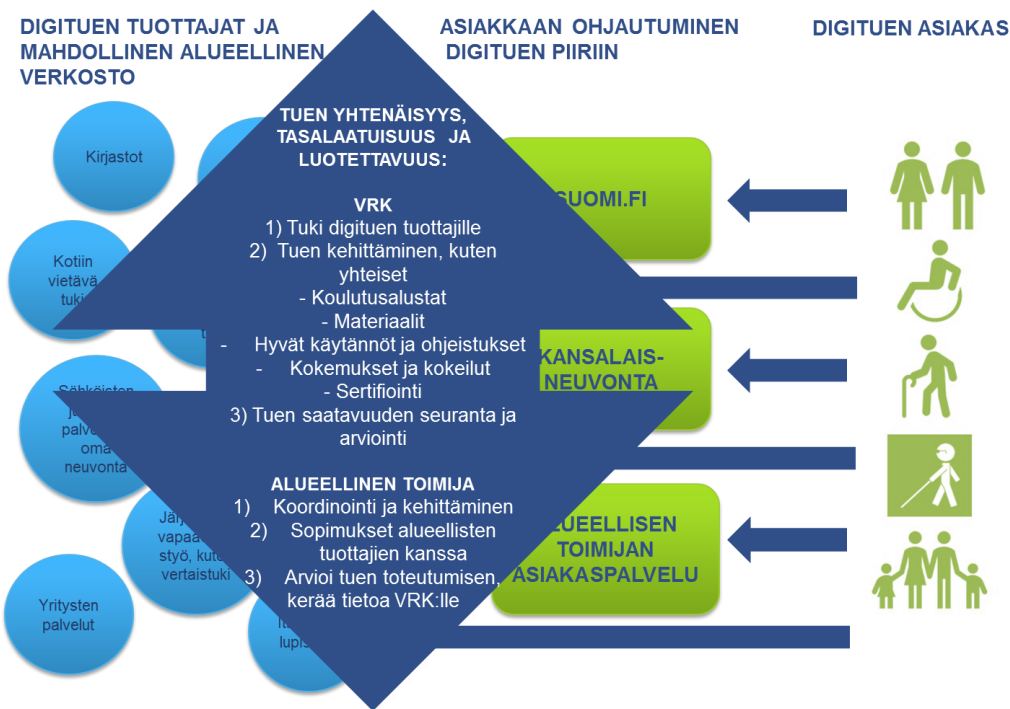 DIGITUEN TUOTTAJAT JA
MAHDOLLINEN ALUEELLINEN
VERKOSTO
ASIAKKAAN OHJAUTUMINEN
DIGITUEN PIIRIIN
DIGITUEN ASIAKAS
Kirjastot
Kotiin
vietävä
tuki
palve
oma
neuvonta
vapaa
styö, kut
vertaistuki
Yritysten
palvelut
TUEN YHTENÄISYYS,
TASALAATUISUUS JA
LUOTETTAVUUS:
VRK
1) Tuki digituen tuottajille
2) Tuen kehittäminen, kuten
yhteiset
- Koulutusalustat
- Materiaalit
- Hyvät käytännöt ja ohjeistukset
- Kokemukset ja kokeilut
- Sertifiointi
3) Tuen saatavuuden seuranta ja
arviointi
ALUEELLINEN TOIMIJA
1) Koordinointi ja kehittäminen
2) Sopimukset alueellisten
tuottajien kanssa
3) Arvioi tuen toteutumisen,
kerää tietoa VRK:lle
SUOMI.FI
KANSALAIS-
NEUVONTA
ALUEELLISEN
TOIMIJAN
ASIAKASPALVELU